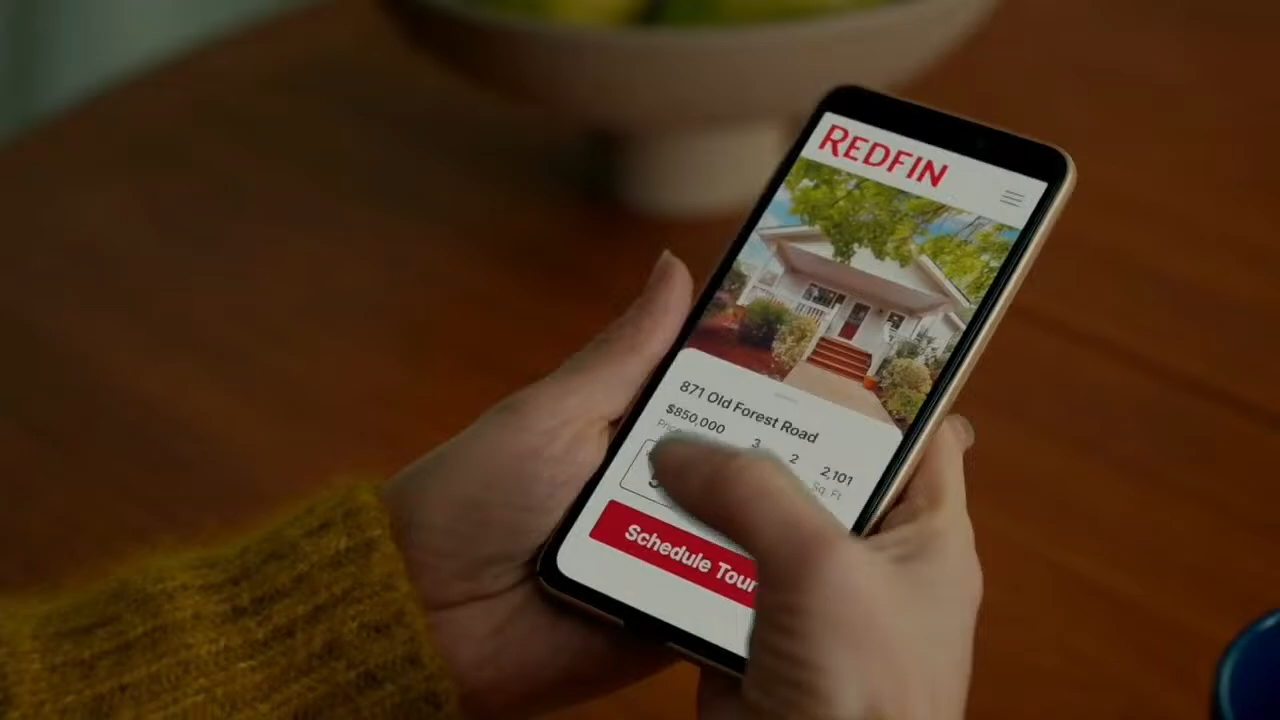 REDFIN
871 Old Forest Road
$850,000
3
2
2,101
Sq. Ft
Schedule Tour